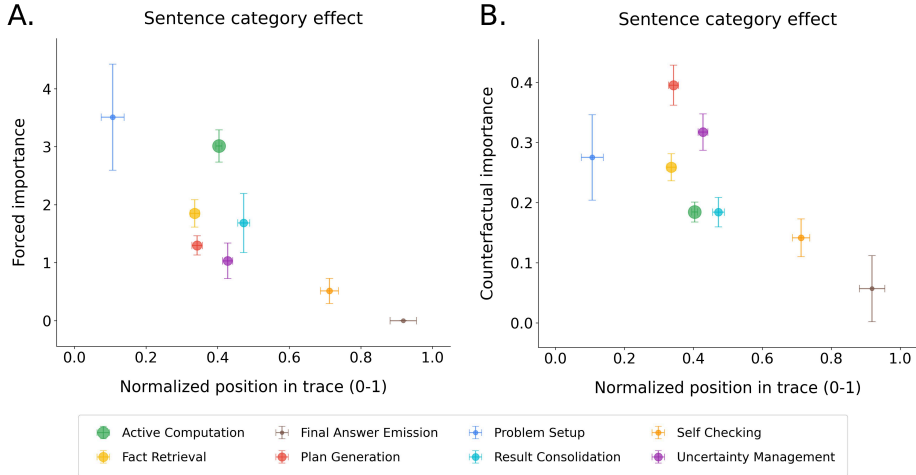 A.
Sentence category effect
Forced importance
4
3
2
1
0
0.0 0.2 0.4 0.6 0.8 1.0
Normalized position in trace (0-1)
B.
Sentence category effect
Counterfactual importance
0.4
0.3
0.2
0.1
0.0
0.0 0.2 0.4 0.6 0.8 1.0
Normalized position in trace (0-1)
Active Computation Final Answer Emission Problem Setup Self Checking
Fact Retrieval Plan Generation Result Consolidation Uncertainty Management